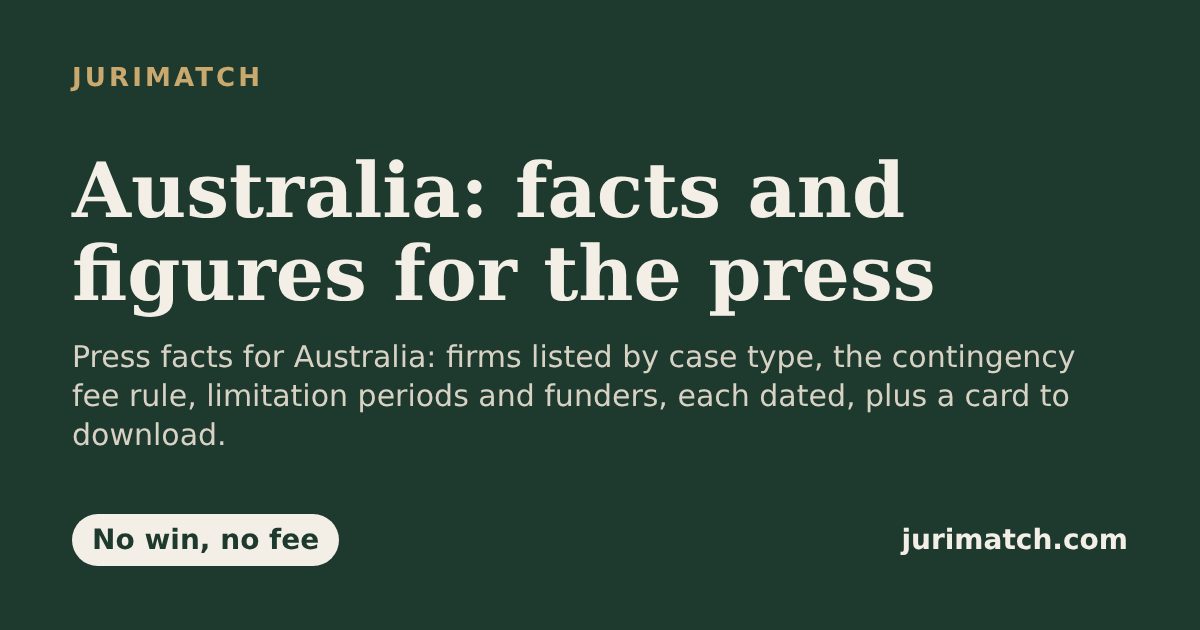 JURIMATCH
Australia: facts and
figures for the press
Press facts for Australia: firms listed by case type, the contingency
fee rule, limitation periods and funders, each dated, plus a card to
download.
No win, no fee
jurimatch.com